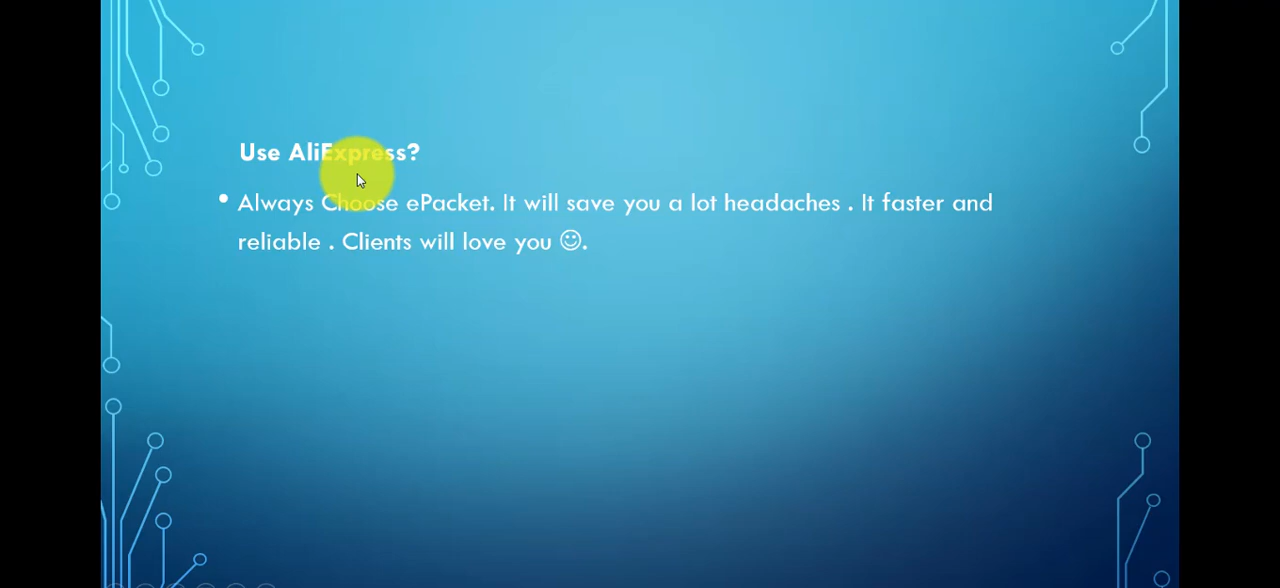 Use AliExpress?
• Always Choose ePacket. It will save you a lot headaches . It faster and
reliable . Clients will love you ☺.